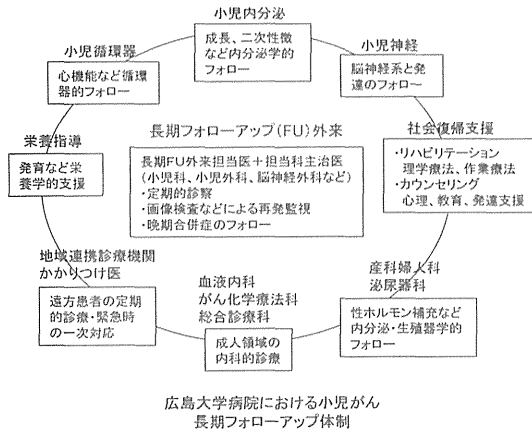 小児内分泌
成長、二次性徴
など内分泌学的
フォロー
小児循環器
心機能など循環
器的フォロー
小児神経
脳神経系と発
達のフォロー
栄養指導
発育など栄
養学的支援
長期フォローアップ(FU)外来
長期FU外来担当医+担当科主治医
(小児科、小児外科、脳神経外科など)
・定期的診察
・画像検査などによる再発監視
・晩期合併症のフォロー
社会復帰支援
・リハビリテーション
理学療法、作業療法
・カウンセリング
心理、教育、発達支援
地域連携診療機関
かかりつけ医
遠方患者の定期
的診療・緊急時
の一次対応
血液内科
がん化学療法科
総合診療科
成人領域の
内科的診療
産科婦人科
泌尿器科
性ホルモン補充など
内分泌・生殖醫学的
フォロー
広島大学病院における小児がん
長期フォローアップ体制